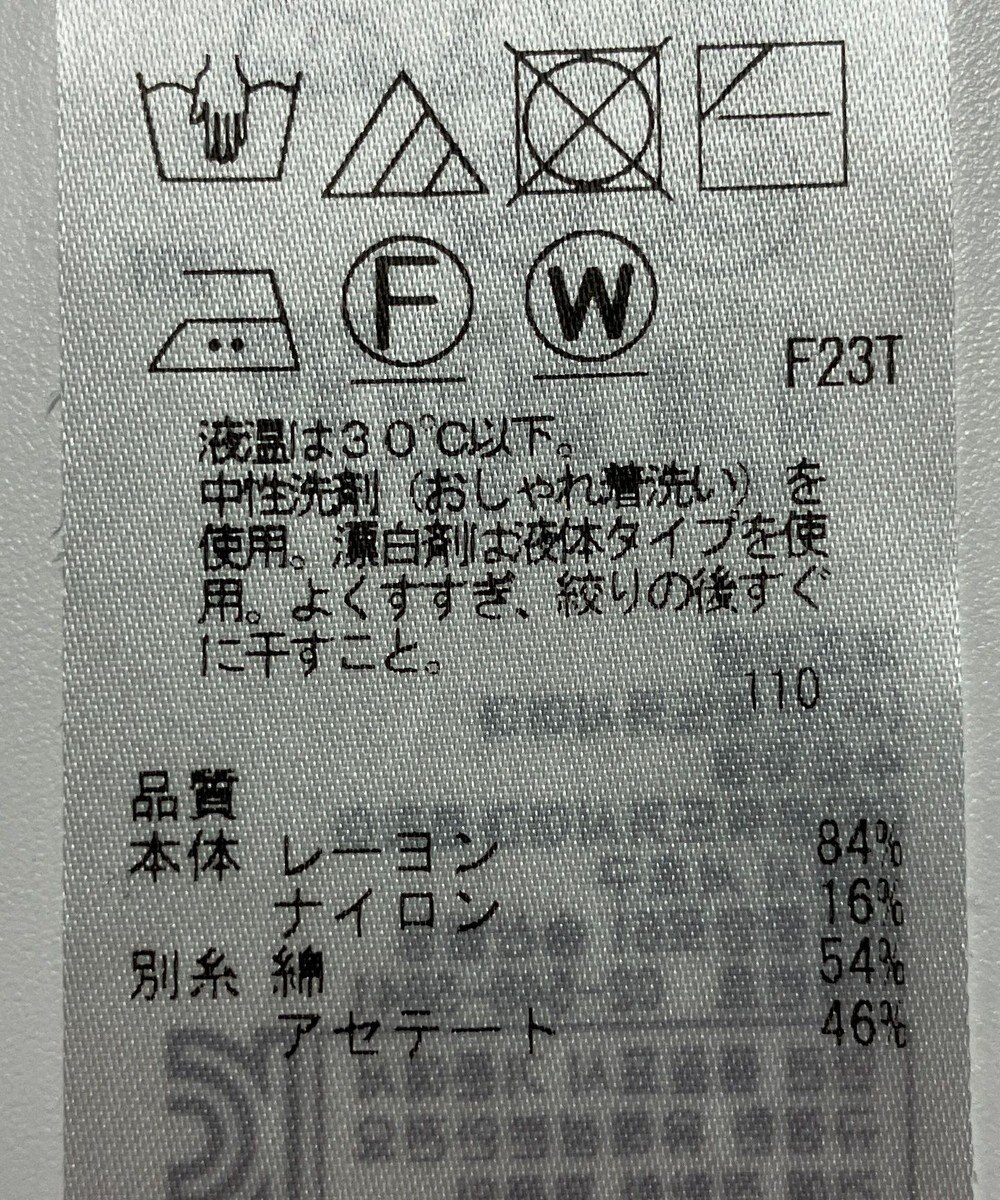 F
W
F23T
液温は30℃以下。
中性洗剤（おしゃれ着洗い）を
使用。漂白剤は液体タイプを使
用。よくすすぎ、絞りの後すぐ
に干すこと。
110
品質
本体 レーヨン 84%
ナイロン 16%
別糸 綿 54%
アセテート 46%